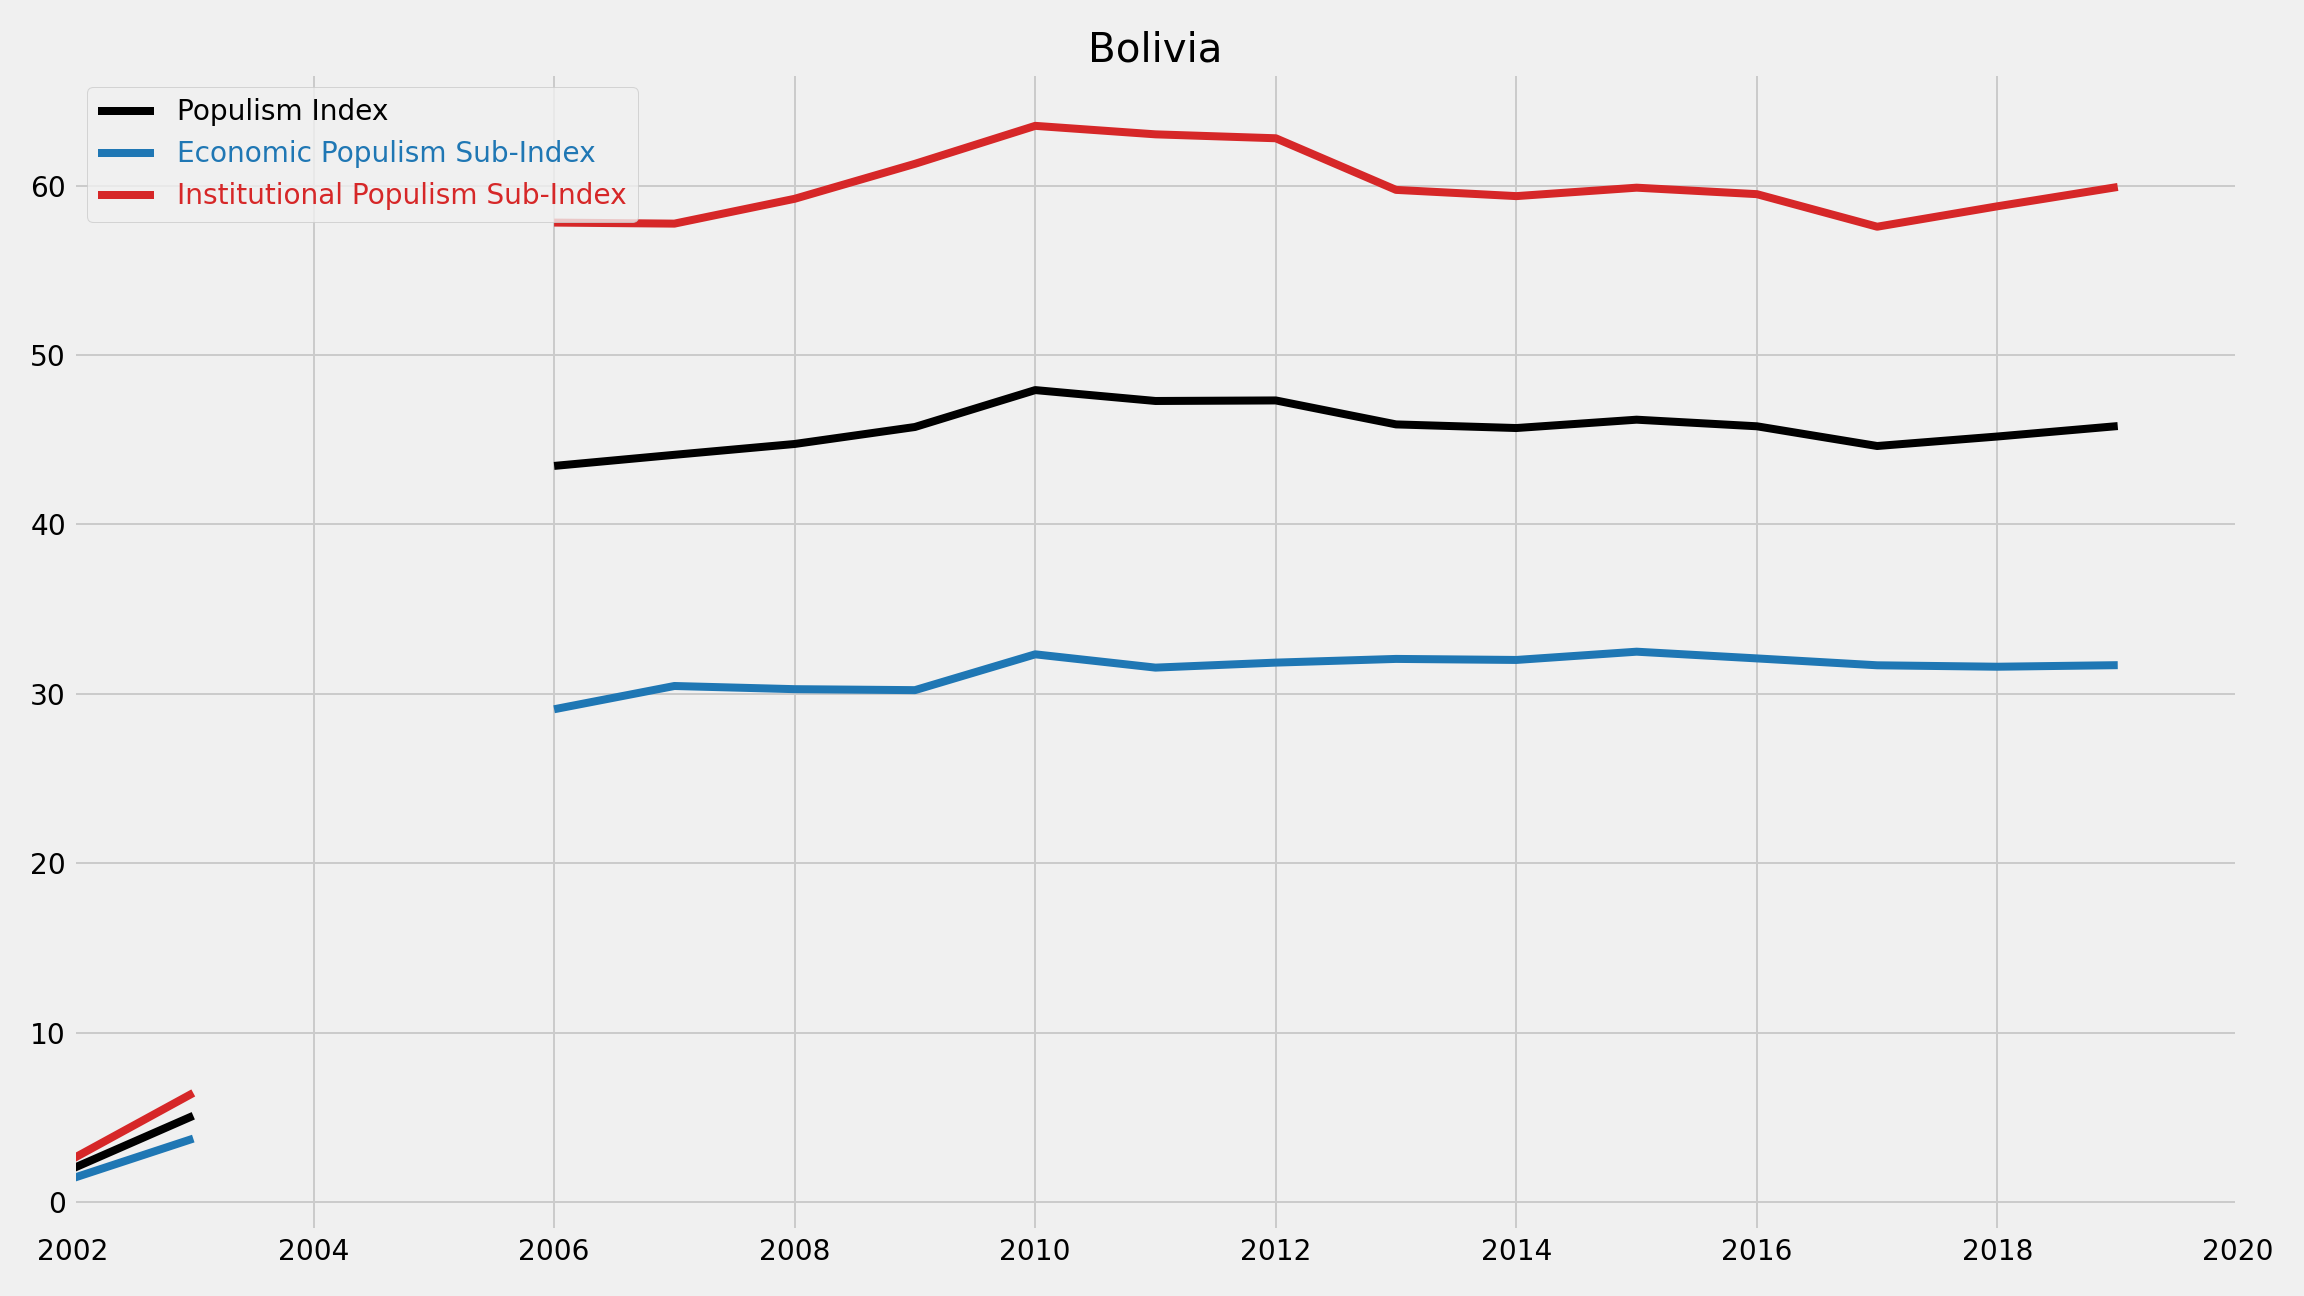 Bolivia
Populism Index
Economic Populism Sub-Index
Institutional Populism Sub-Index
60
50
40
30
20
10
0
2002 2004 2006 2008 2010 2012 2014 2016 2018 2020